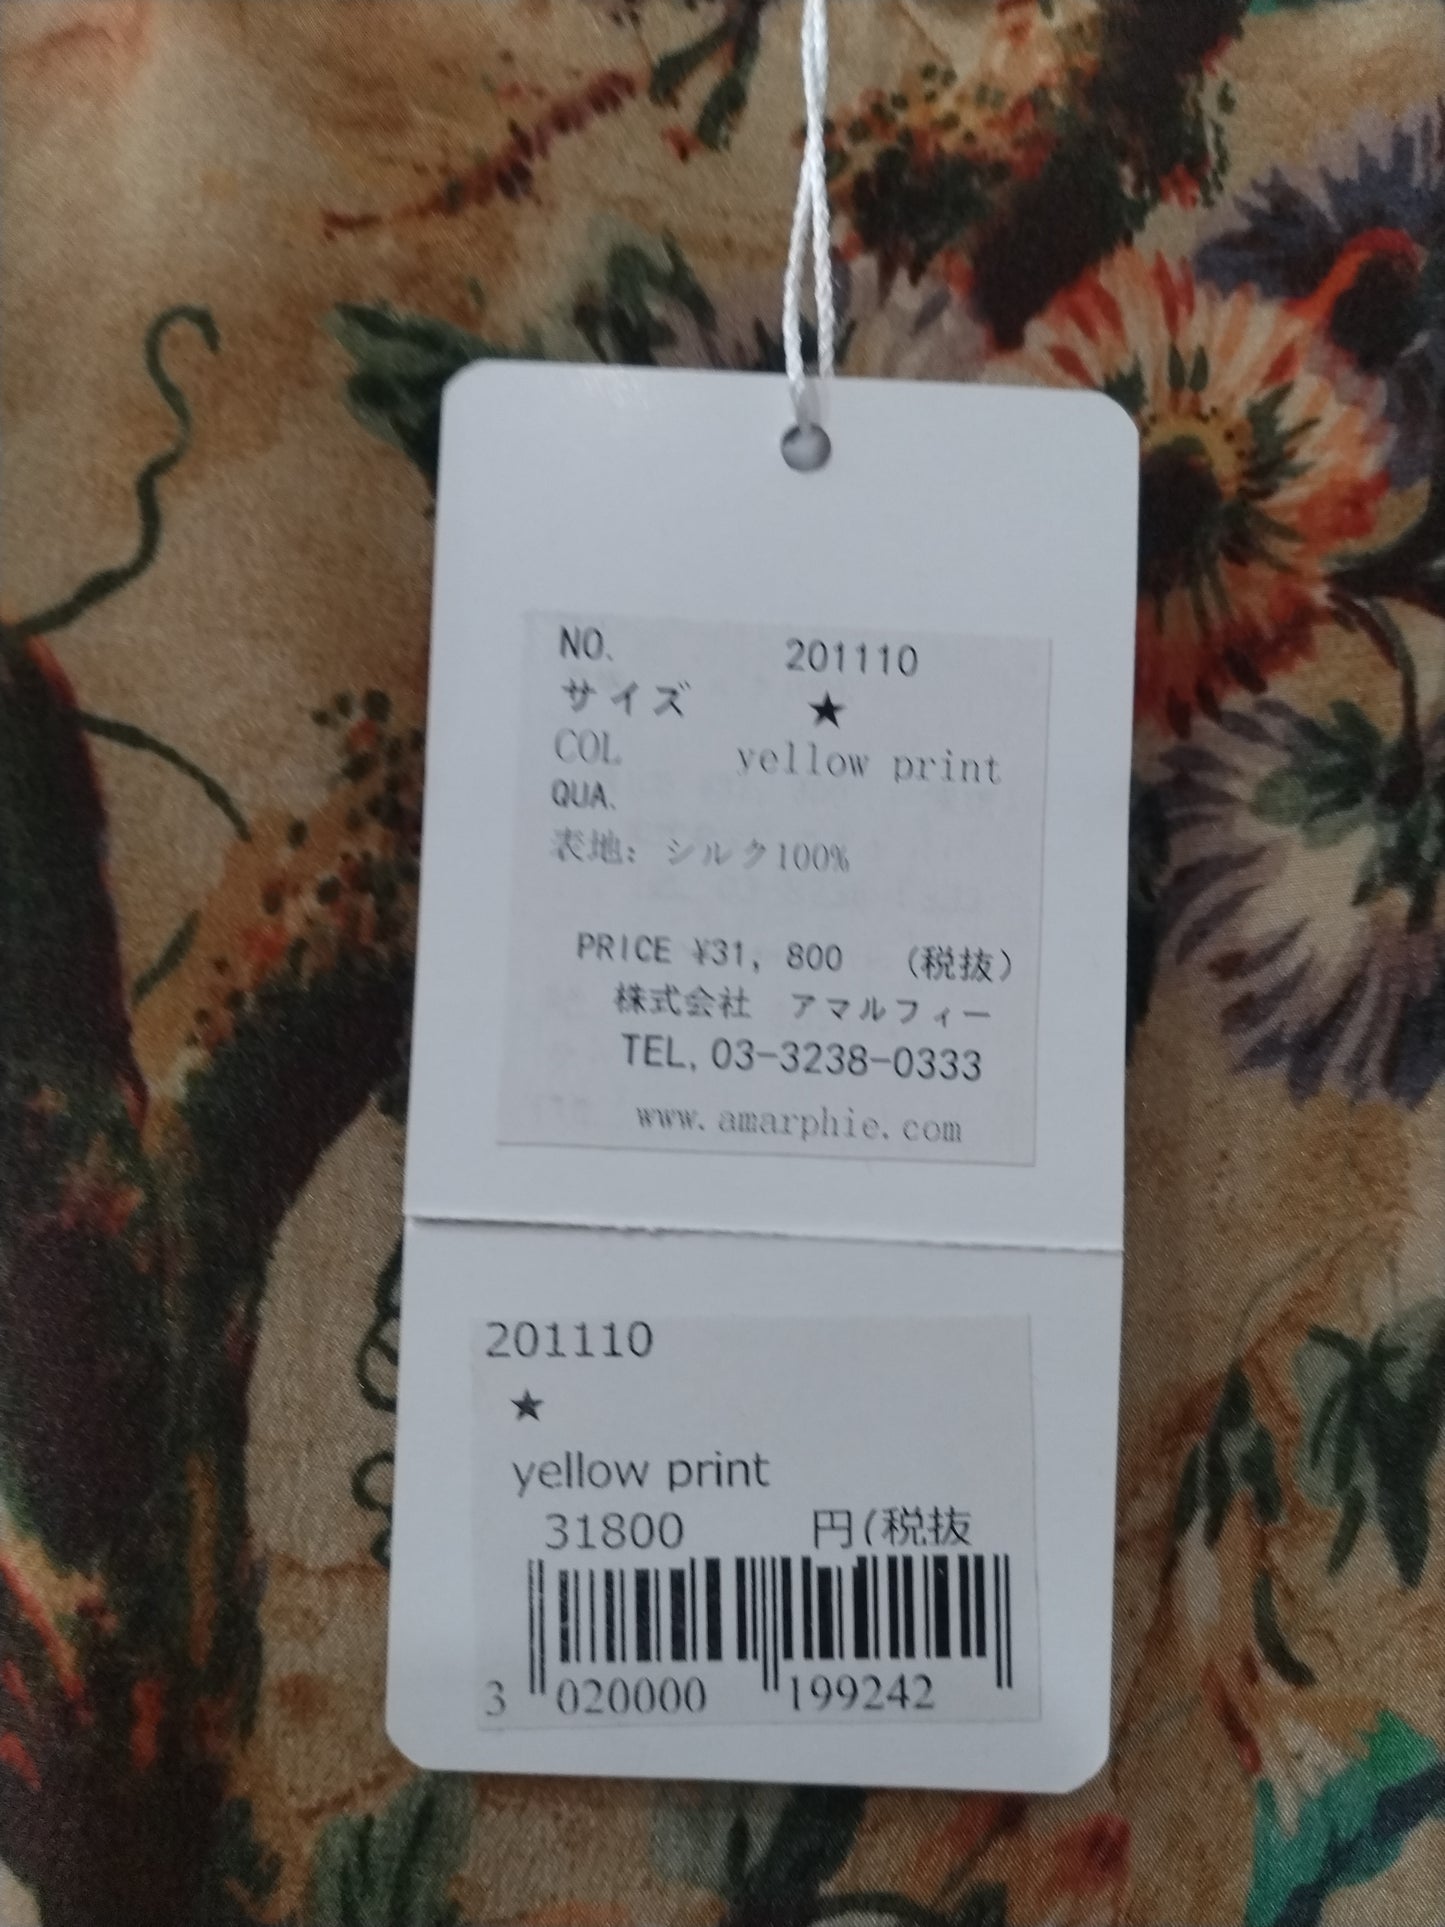 NO. 201110
サイズ ★
COL yellow print
QUA.
表地: シルク100%
PRICE ¥31, 800 (税抜)
株式会社 アマルフィー
TEL. 03-3238-0333
www. amarphie. com
201110
★
yellow print
31800 円(税抜
3 020000 199242